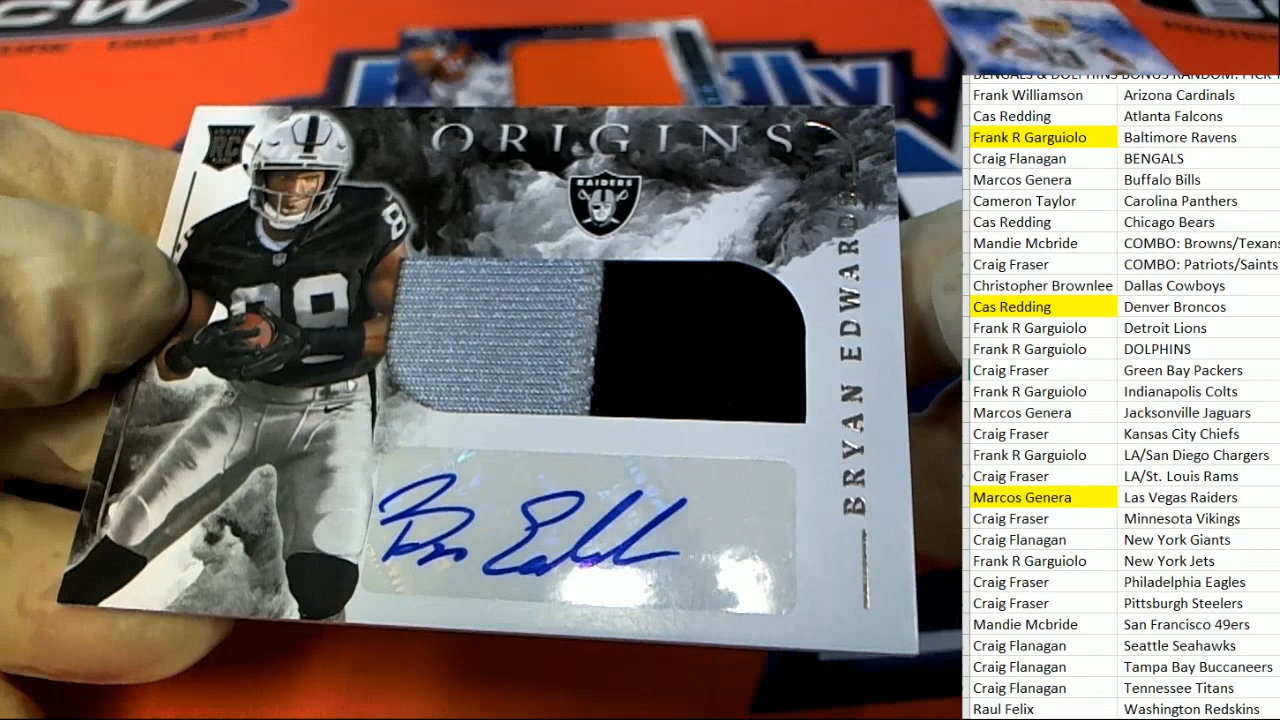 CW
RC
ORIGINS
RAIDERS
89
BRYAN EDWARDS
BENGALS & DOLPHINS BONUS RANDOM: PICK
Frank Williamson Arizona Cardinals
Cas Redding Atlanta Falcons
Frank R Garguiolo Baltimore Ravens
Craig Flanagan BENGALS
Marcos Genera Buffalo Bills
Cameron Taylor Carolina Panthers
Cas Redding Chicago Bears
Mandie Mcbride COMBO: Browns/Texans
Craig Fraser COMBO: Patriots/Saints
Christopher Brownlee Dallas Cowboys
Cas Redding Denver Broncos
Frank R Garguiolo Detroit Lions
Frank R Garguiolo DOLPHINS
Craig Fraser Green Bay Packers
Frank R Garguiolo Indianapolis Colts
Marcos Genera Jacksonville Jaguars
Craig Fraser Kansas City Chiefs
Frank R Garguiolo LA/San Diego Chargers
Craig Fraser LA/St. Louis Rams
Marcos Genera Las Vegas Raiders
Craig Fraser Minnesota Vikings
Craig Flanagan New York Giants
Frank R Garguiolo New York Jets
Craig Fraser Philadelphia Eagles
Craig Fraser Pittsburgh Steelers
Mandie Mcbride San Francisco 49ers
Craig Flanagan Seattle Seahawks
Craig Flanagan Tampa Bay Buccaneers
Craig Flanagan Tennessee Titans
Raul Felix Washington Redskins